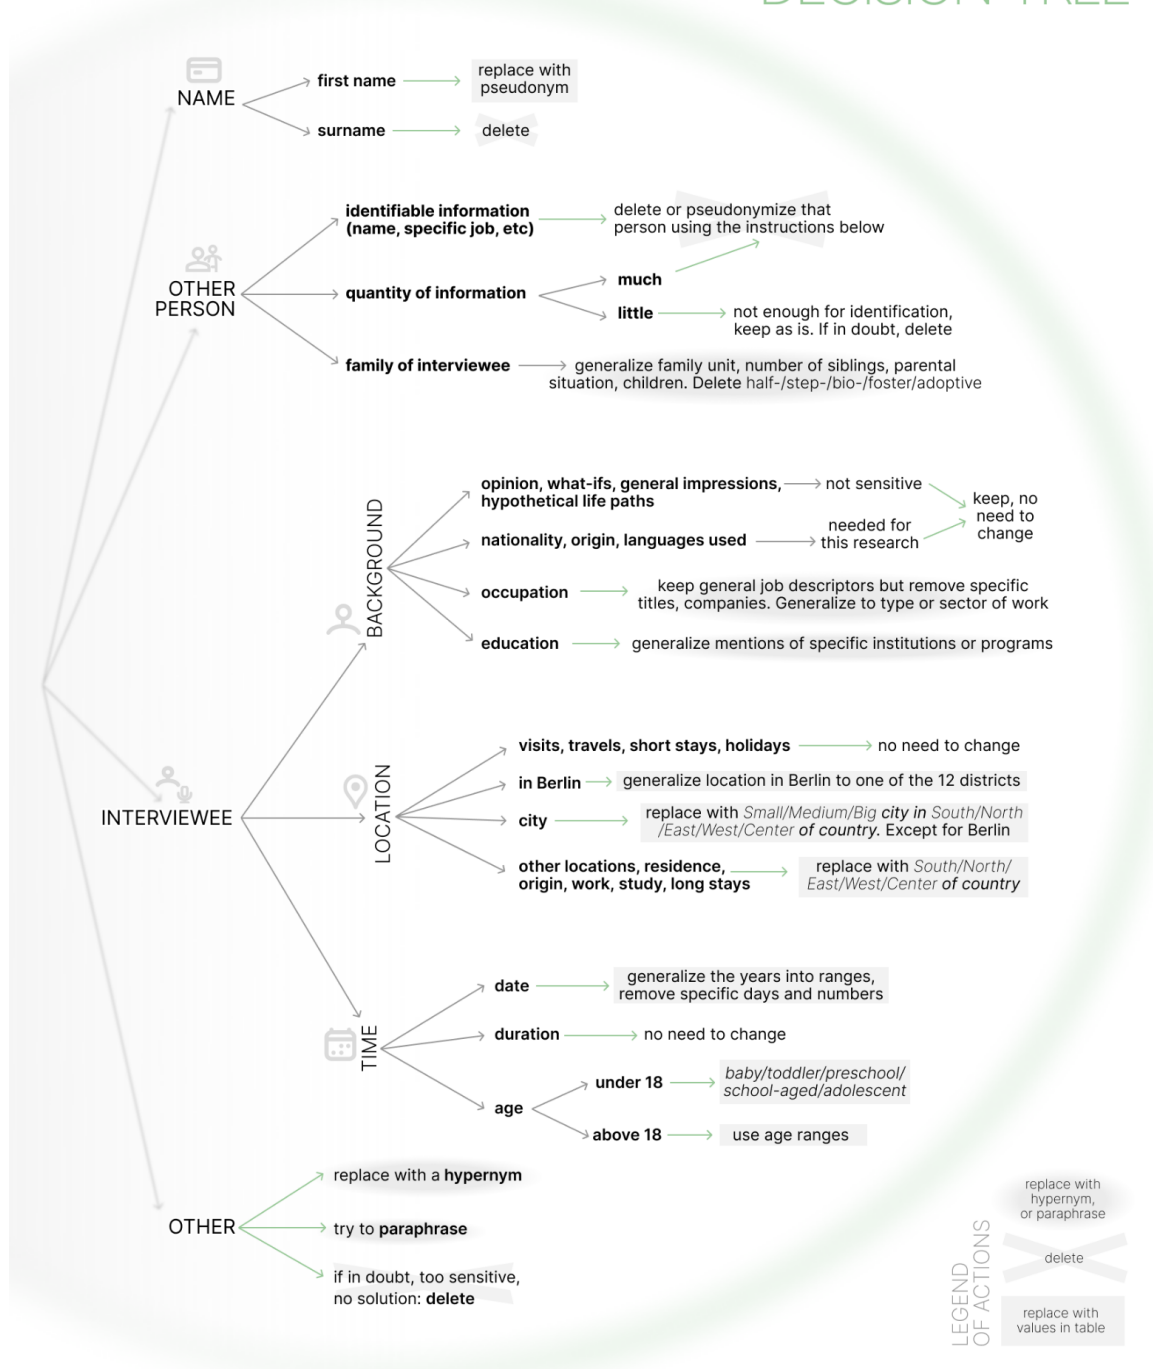 DECISION TREE
NAME
first name
replace with
pseudonym
surname
delete
OTHER
PERSON
identifiable information
(name, specific job, etc)
delete or pseudonymize that
person using the instructions below
quantity of information
much
little
not enough for identification,
keep as is. If in doubt, delete
family of interviewee
generalize family unit, number of siblings, parental
situation, children. Delete half-/step-/bio-/foster/adoptive
INTERVIEWEE
BACKGROUND
opinion, what-ifs, general impressions,
hypothetical life paths
not sensitive
keep, no
need to
change
nationality, origin, languages used
needed for
this research
occupation
keep general job descriptors but remove specific
titles, companies. Generalize to type or sector of work
education
generalize mentions of specific institutions or programs
LOCATION
visits, travels, short stays, holidays
no need to change
in Berlin
generalize location in Berlin to one of the 12 districts
city
replace with Small/Medium/Big city in South/North
/East/West/Center of country. Except for Berlin
other locations, residence,
origin, work, study, long stays
replace with South/North/
East/West/Center of country
TIME
date
generalize the years into ranges,
remove specific days and numbers
duration
no need to change
age
under 18
baby/toddler/preschool/
school-aged/adolescent
above 18
use age ranges
OTHER
replace with a hypernym
try to paraphrase
if in doubt, too sensitive,
no solution: delete
LEGEND
OF ACTIONS
replace with
hypernym,
or paraphrase
delete
replace with
values in table